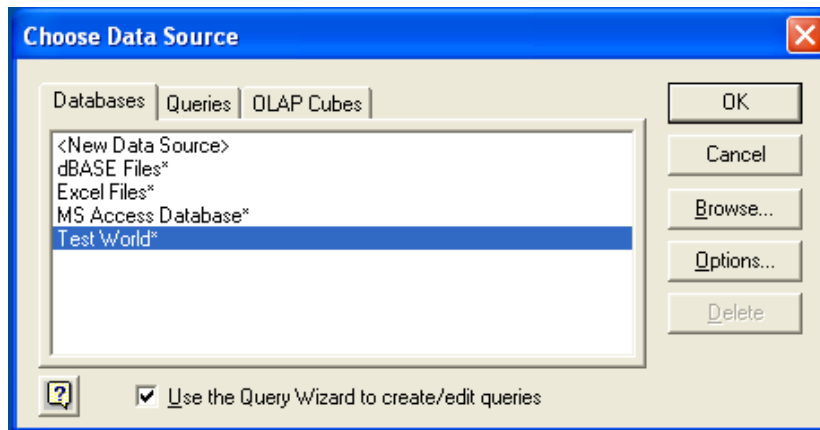 Choose Data Source
Databases Queries OLAP Cubes
<New Data Source>
dBASE Files*
Excel Files*
MS Access Database*
Test World*
OK
Cancel
Browse...
Options...
Delete
? Use the Query Wizard to create/edit queries